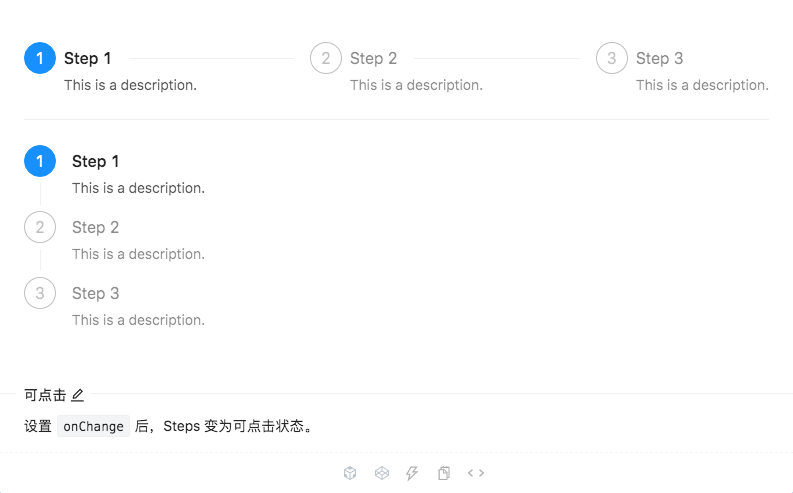 1 Step 1 2 Step 2 3 Step 3
This is a description. This is a description. This is a description.
1 Step 1
This is a description.
2 Step 2
This is a description.
3 Step 3
This is a description.
可点击
设置 onChange 后，Steps 变为可点击状态。